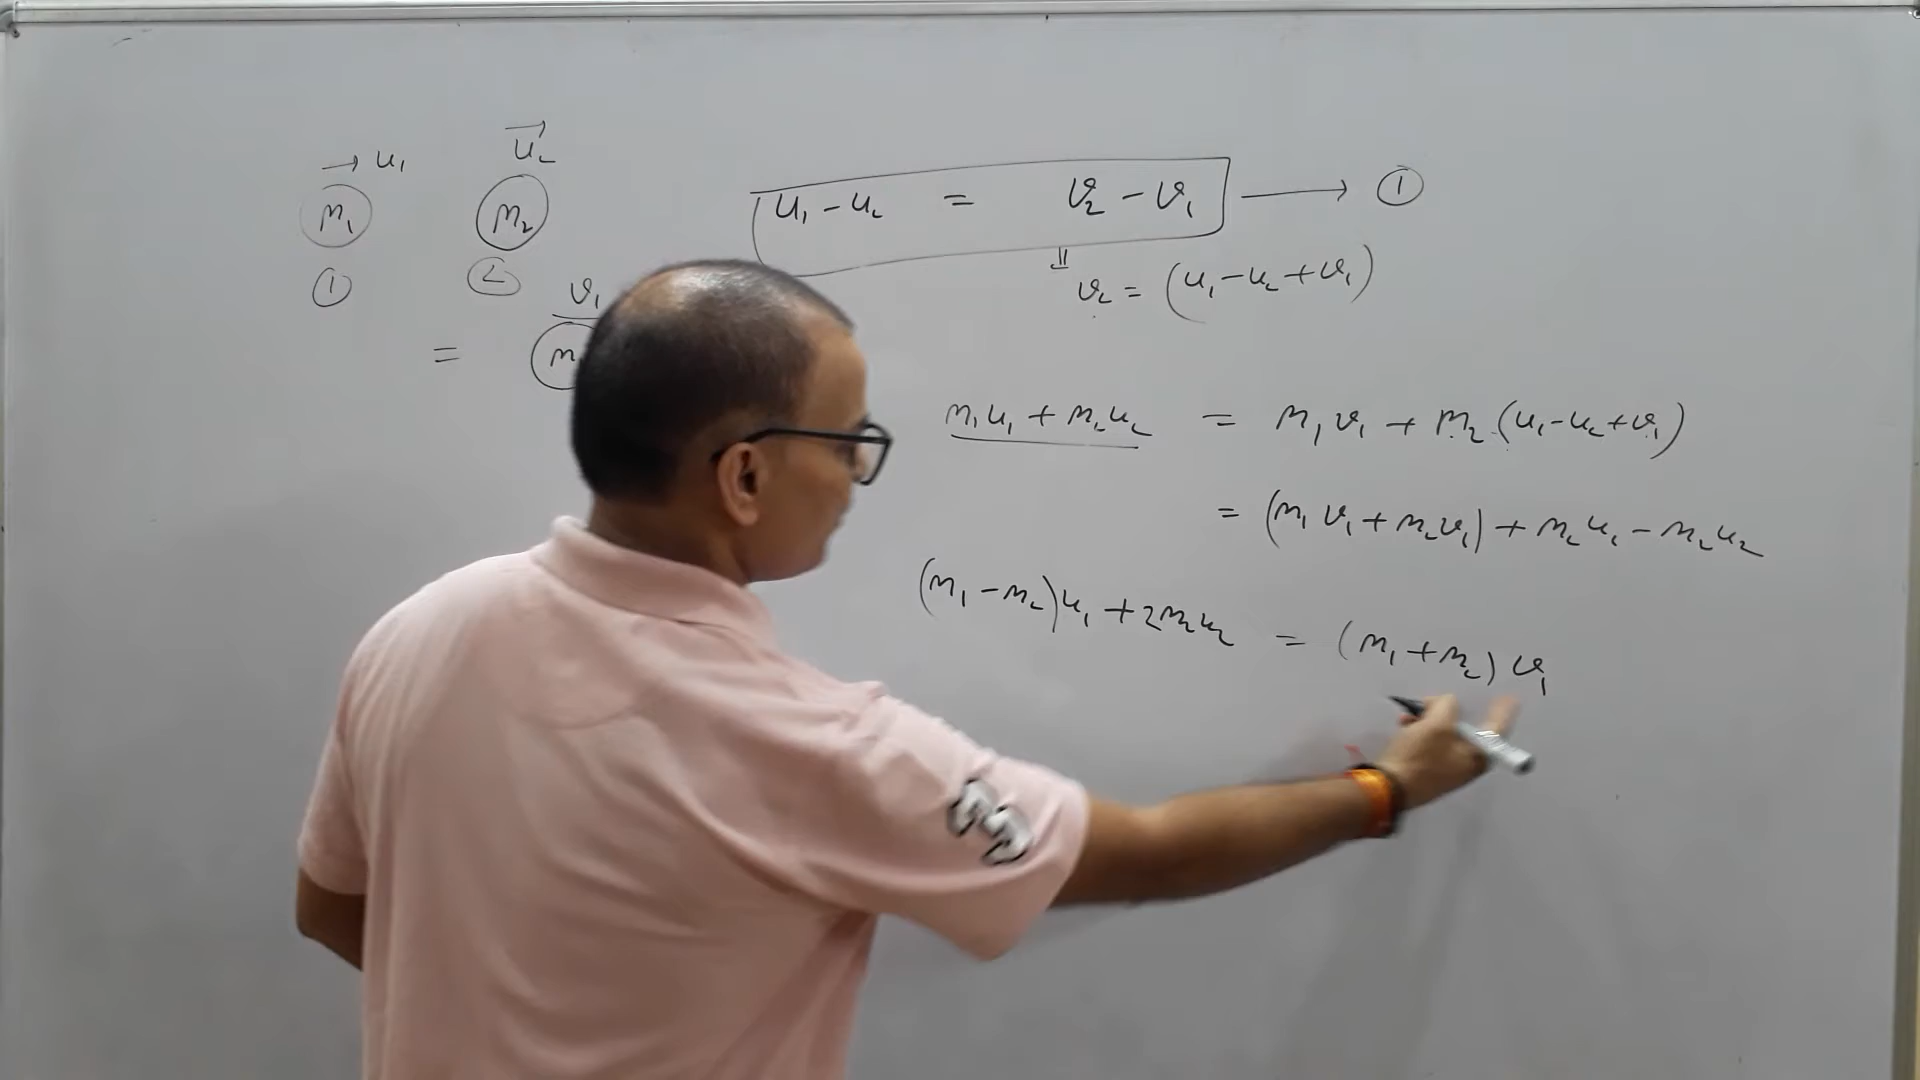 → u₁ →u₂
m₁ m₂
① ②
v₁
= m
u₁ - u₂ = v₂ - v₁ → ①
⇓
v₂ = (u₁ - u₂ + v₁)
m₁u₁ + m₂u₂ = m₁v₁ + m₂(u₁ - u₂ + v₁)
= (m₁v₁ + m₂v₁) + m₂u₁ - m₂u₂
(m₁ - m₂)u₁ + 2m₂u₂ = (m₁ + m₂)v₁